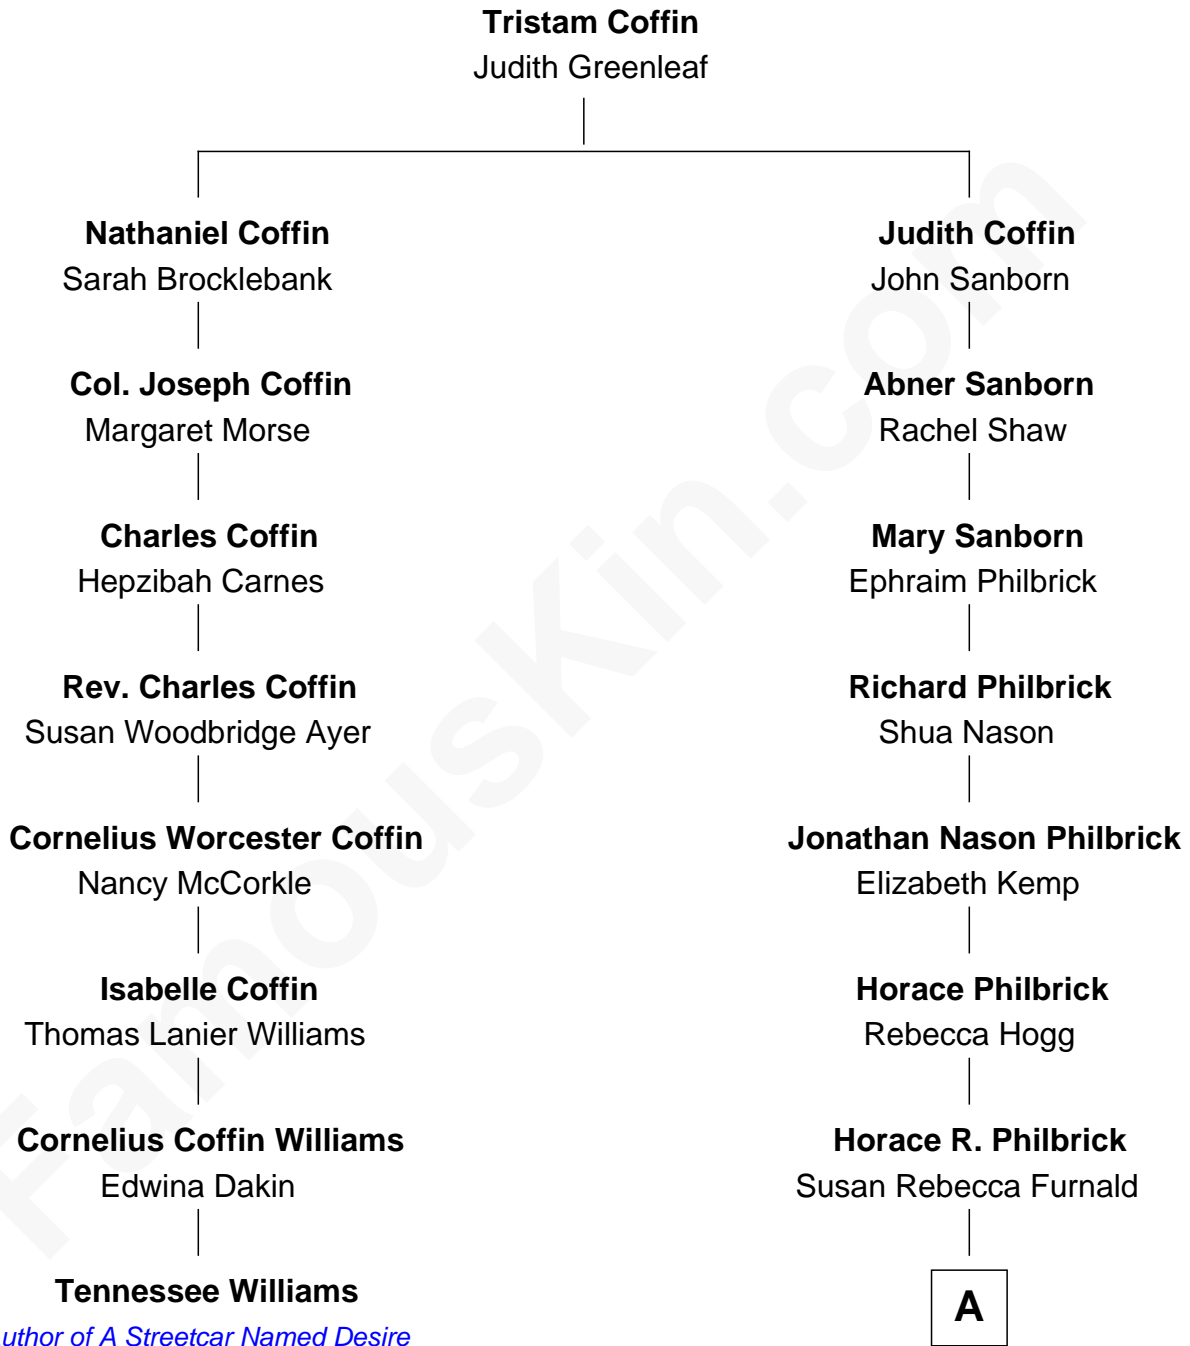 Tristam Coffin
Judith Greenleaf
Nathaniel Coffin
Sarah Brocklebank
Judith Coffin
John Sanborn
Col. Joseph Coffin
Margaret Morse
Abner Sanborn
Rachel Shaw
Charles Coffin
Hepzibah Carnes
Mary Sanborn
Ephraim Philbrick
Rev. Charles Coffin
Susan Woodbridge Ayer
Richard Philbrick
Shua Nason
Cornelius Worcester Coffin
Nancy McCorkle
Jonathan Nason Philbrick
Elizabeth Kemp
Isabelle Coffin
Thomas Lanier Williams
Horace Philbrick
Rebecca Hogg
Cornelius Coffin Williams
Edwina Dakin
Horace R. Philbrick
Susan Rebecca Furnald
Tennessee Williams
uthor of A Streetcar Named Desire
A
FamousKin.com